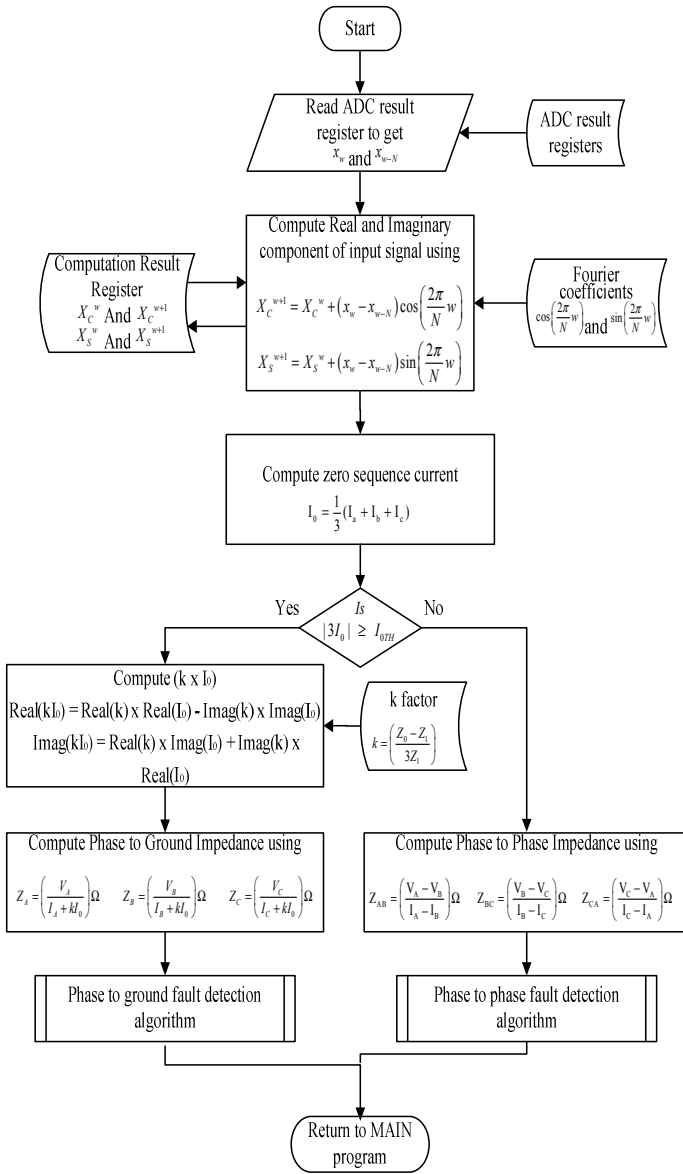 Start
Read ADC result
register to get
x_w and x_{w-N}
ADC result
registers
Compute Real and Imaginary
component of input signal using
X_C^{w+1} = X_C^w + (x_w - x_{w-N}) cos(2π/N w)
X_S^{w+1} = X_S^w + (x_w - x_{w-N}) sin(2π/N w)
Computation Result
Register
X_C^w And X_C^{w+1}
X_S^w And X_S^{w+1}
Fourier
coefficients
cos(2π/N w) and sin(2π/N w)
Compute zero sequence current
I_0 = 1/3 (I_a + I_b + I_c)
Yes
Is
|3I_0| ≥ I_{0TH}
No
Compute (k x I_0)
Real(kI_0) = Real(k) x Real(I_0) - Imag(k) x Imag(I_0)
Imag(kI_0) = Real(k) x Imag(I_0) + Imag(k) x
Real(I_0)
k factor
k = (Z_0 - Z_1 / 3Z_1)
Compute Phase to Ground Impedance using
Z_A = (V_A / I_A + kI_0) Ω Z_B = (V_B / I_B + kI_0) Ω Z_C = (V_C / I_C + kI_0) Ω
Compute Phase to Phase Impedance using
Z_AB = (V_A - V_B / I_A - I_B) Ω Z_BC = (V_B - V_C / I_B - I_C) Ω Z_CA = (V_C - V_A / I_C - I_A) Ω
Phase to ground fault detection
algorithm
Phase to phase fault detection
algorithm
Return to MAIN
program